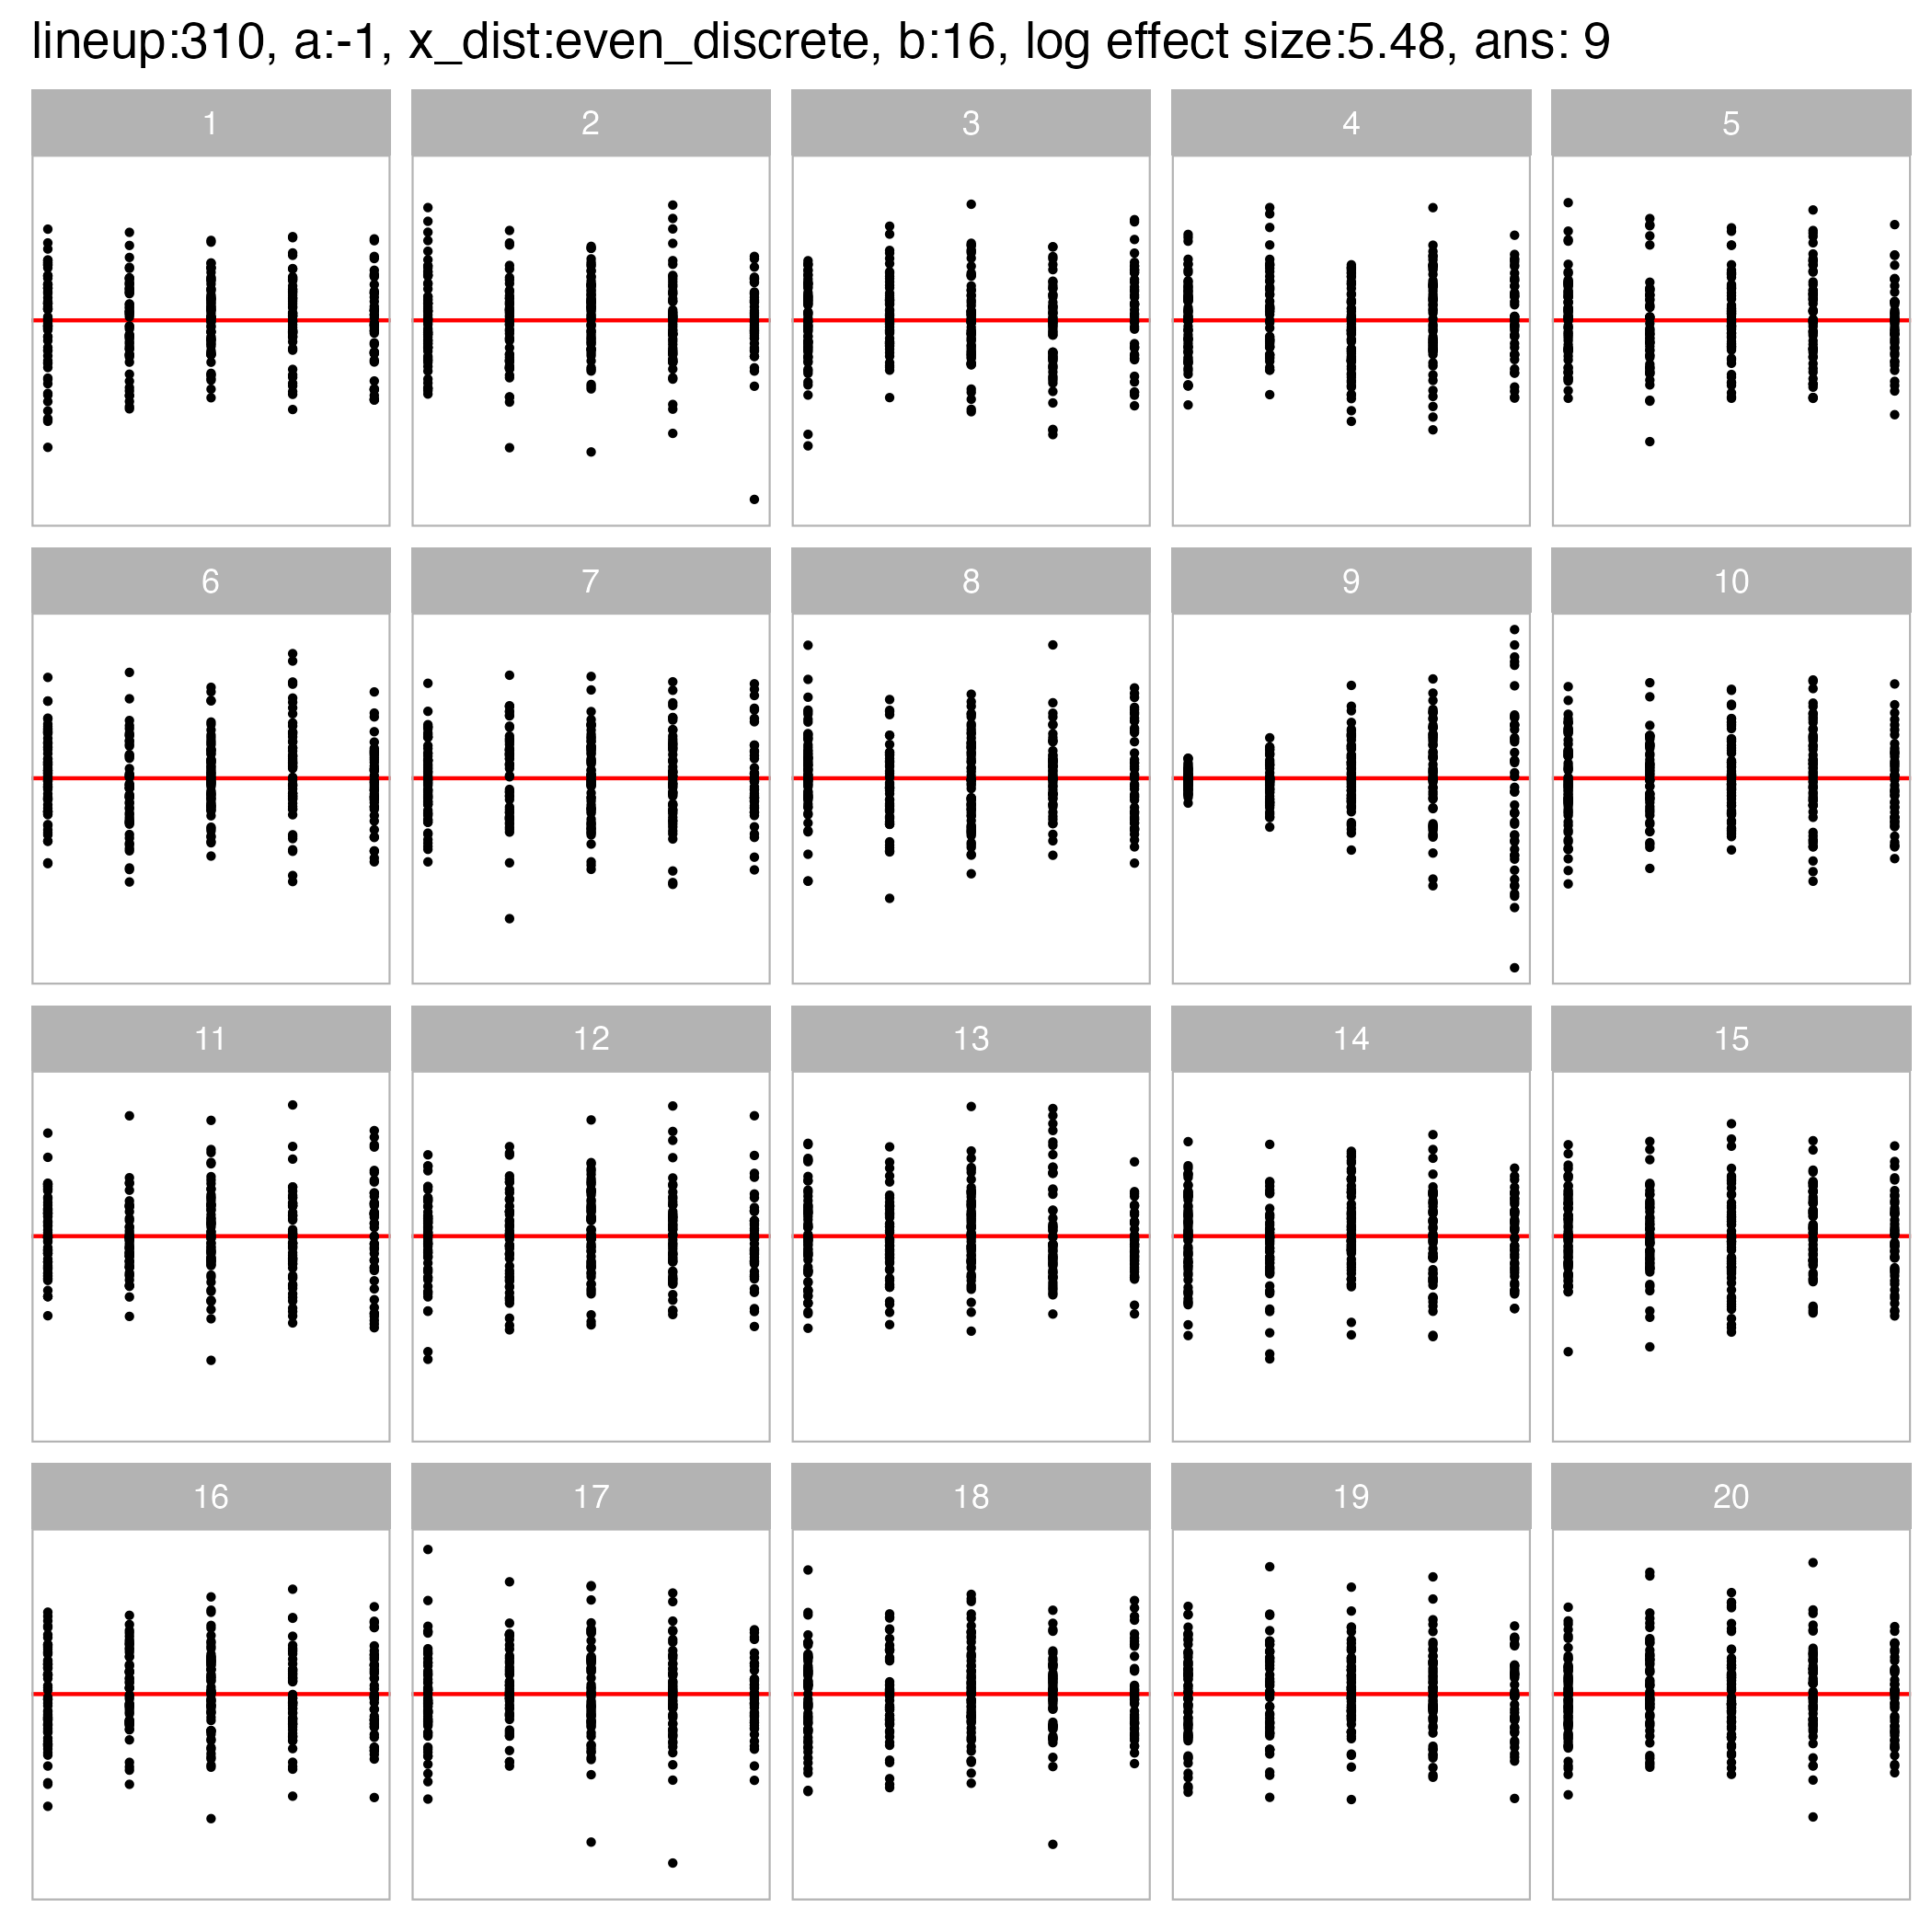 lineup:310, a:-1, x_dist:even_discrete, b:16, log effect size:5.48, ans: 9
1 2 3 4 5
6 7 8 9 10
11 12 13 14 15
16 17 18 19 20